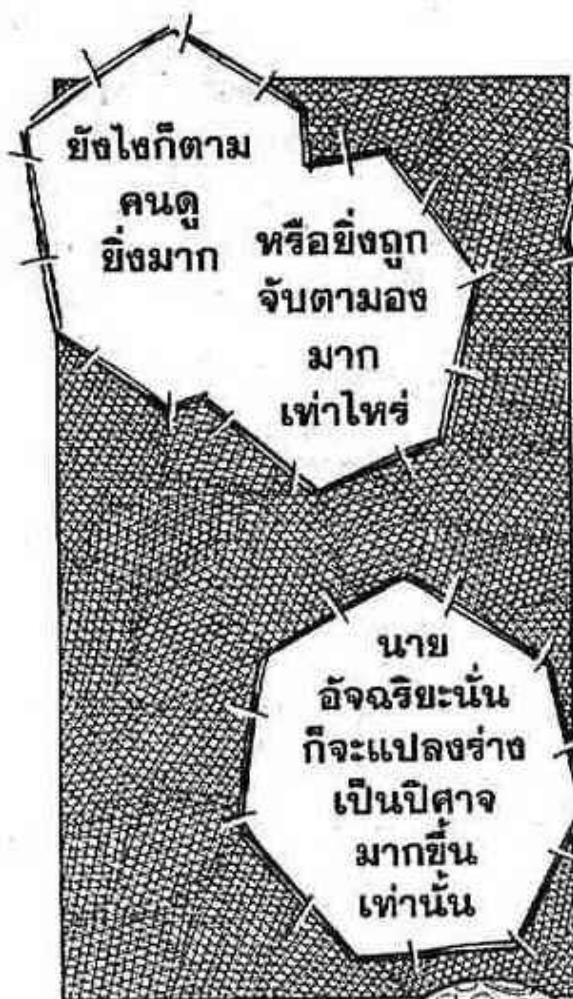 ยังไงก็ตาม
คนดู
ยิ่งมาก
หรือยิ่งถูก
จับตามอง
มาก
เท่าไหร่
นาย
อัจฉริยะนั่น
ก็จะแปลงร่าง
เป็นปิศาจ
มากขึ้น
เท่านั้น